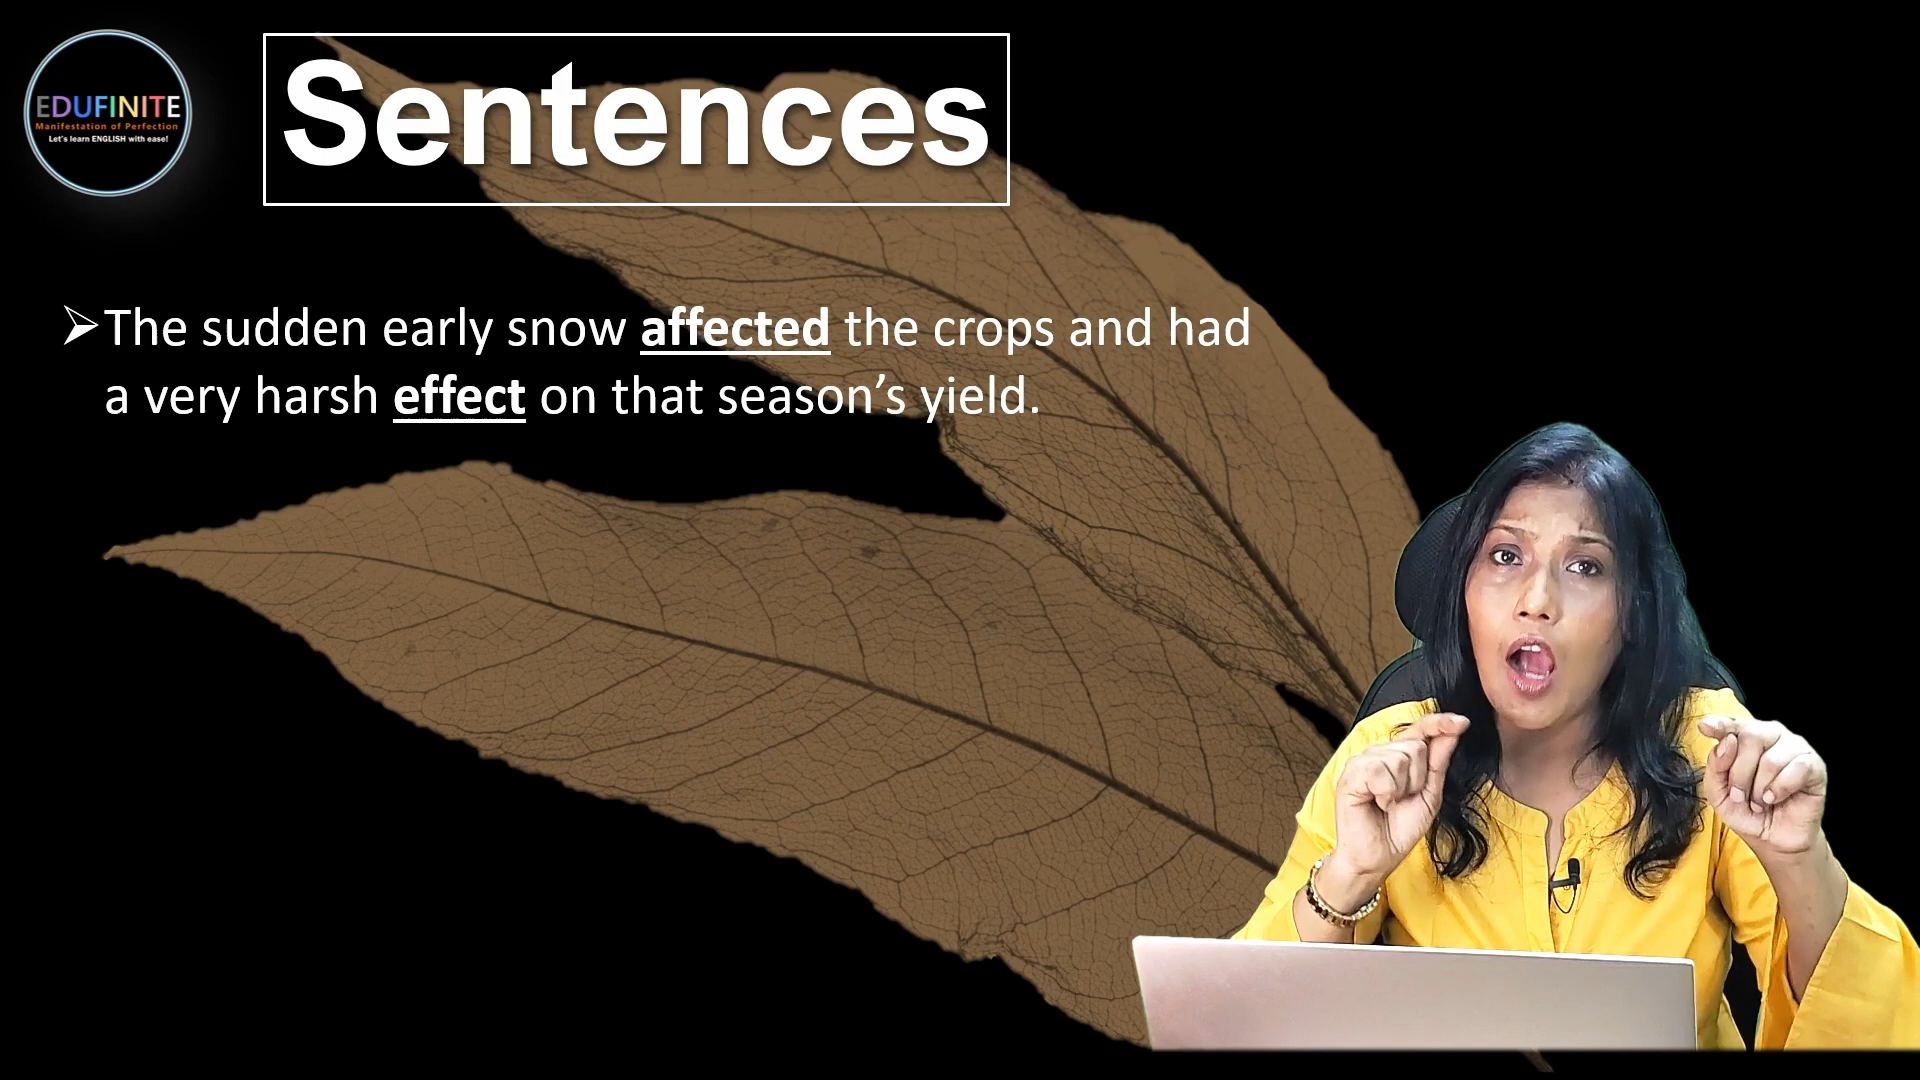 EDUFINITE
Manifestation of Perfection
Let's learn ENGLISH with ease!
Sentences
➢The sudden early snow affected the crops and had
a very harsh effect on that season’s yield.